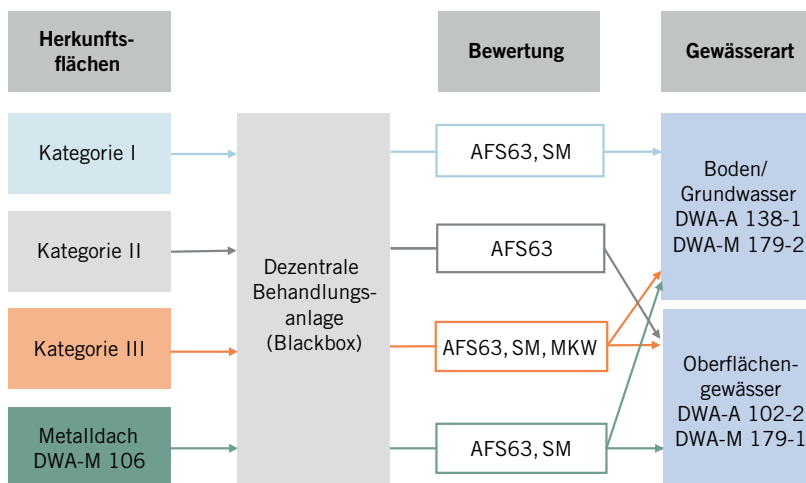 Herkunfts-
flächen
Bewertung
Gewässerart
Kategorie I
Kategorie II
Kategorie III
Metalldach
DWA-M 106
Dezentrale
Behandlungs-
anlage
(Blackbox)
AFS63, SM
AFS63
AFS63, SM, MKW
AFS63, SM
Boden/
Grundwasser
DWA-A 138-1
DWA-M 179-2
Oberflächen-
gewässer
DWA-A 102-2
DWA-M 179-1